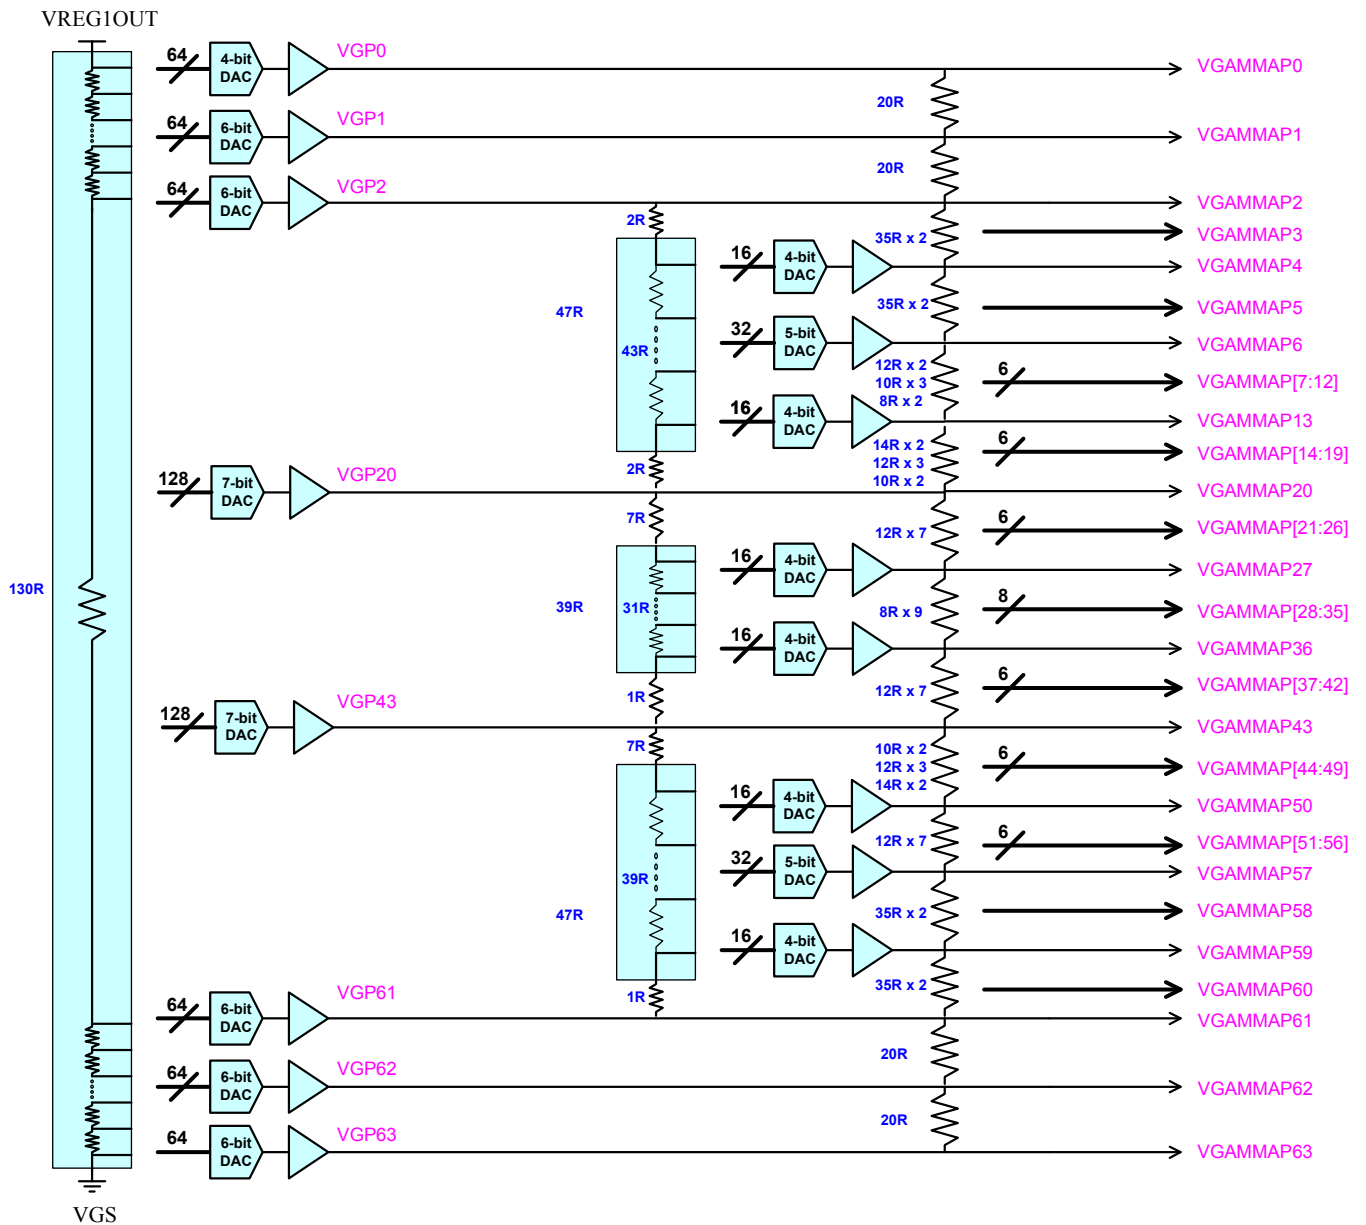 VREG1OUT
64
4-bit
DAC
VGP0
VGAMMAP0
20R
64
6-bit
DAC
VGP1
VGAMMAP1
20R
64
6-bit
DAC
VGP2
VGAMMAP2
2R
35R x 2
VGAMMAP3
16
4-bit
DAC
VGAMMAP4
47R
35R x 2
VGAMMAP5
32
5-bit
DAC
VGAMMAP6
43R
12R x 2
10R x 3
8R x 2
6
VGAMMAP[7:12]
16
4-bit
DAC
VGAMMAP13
14R x 2
12R x 3
10R x 2
6
VGAMMAP[14:19]
2R
128
7-bit
DAC
VGP20
VGAMMAP20
7R
12R x 7
6
VGAMMAP[21:26]
16
4-bit
DAC
VGAMMAP27
130R
39R
31R
8R x 9
8
VGAMMAP[28:35]
16
4-bit
DAC
VGAMMAP36
1R
12R x 7
6
VGAMMAP[37:42]
128
7-bit
DAC
VGP43
VGAMMAP43
7R
10R x 2
12R x 3
14R x 2
6
VGAMMAP[44:49]
16
4-bit
DAC
VGAMMAP50
12R x 7
6
VGAMMAP[51:56]
32
5-bit
DAC
VGAMMAP57
39R
47R
35R x 2
VGAMMAP58
16
4-bit
DAC
VGAMMAP59
1R
35R x 2
VGAMMAP60
64
6-bit
DAC
VGP61
VGAMMAP61
20R
64
6-bit
DAC
VGP62
VGAMMAP62
20R
64
6-bit
DAC
VGP63
VGAMMAP63
VGS